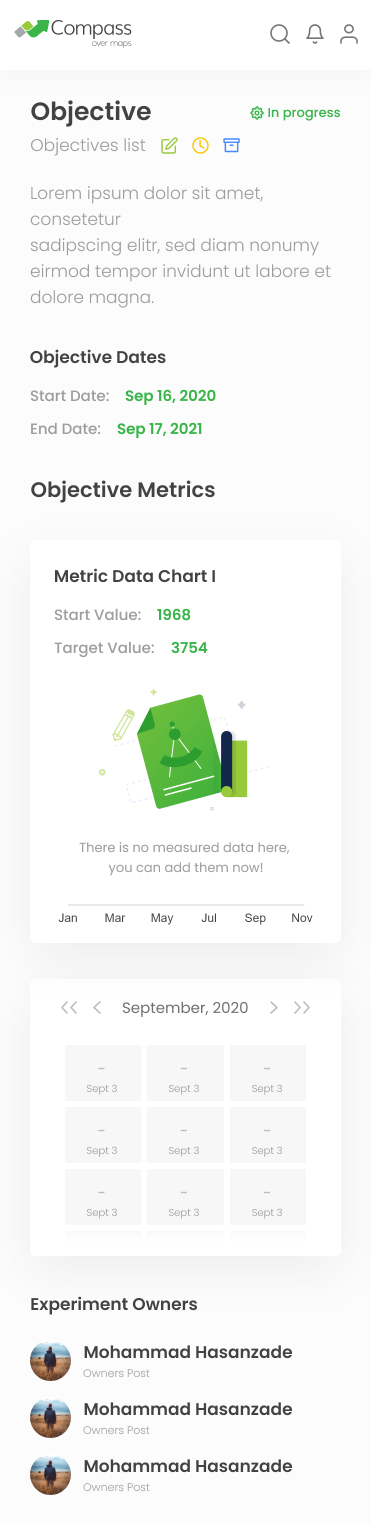 Compass
over maps
Objective
In progress
Objectives list
Lorem ipsum dolor sit amet,
consetetur
sadipscing elitr, sed diam nonumy
eirmod tempor invidunt ut labore et
dolore magna.
Objective Dates
Start Date: Sep 16, 2020
End Date: Sep 17, 2021
Objective Metrics
Metric Data Chart I
Start Value: 1968
Target Value: 3754
There is no measured data here,
you can add them now!
Jan Mar May Jul Sep Nov
September, 2020
- - -
Sept 3 Sept 3 Sept 3
- - -
Sept 3 Sept 3 Sept 3
- - -
Sept 3 Sept 3 Sept 3
Experiment Owners
Mohammad Hasanzade
Owners Post
Mohammad Hasanzade
Owners Post
Mohammad Hasanzade
Owners Post